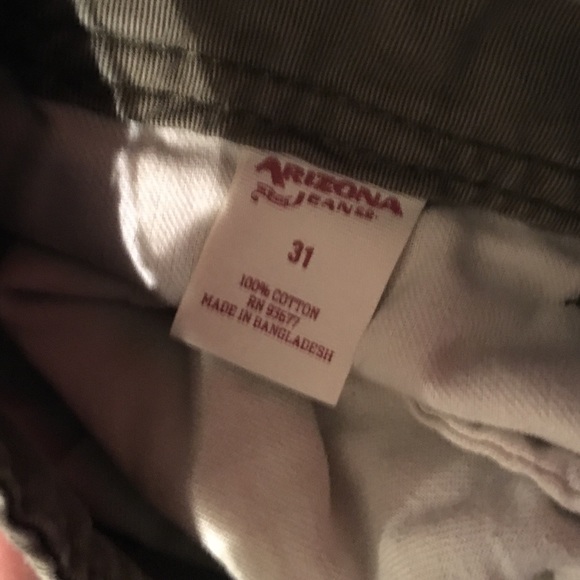 ARIZONA
JEANS
31
100% COTTON
RN 93677
MADE IN BANGLADESH